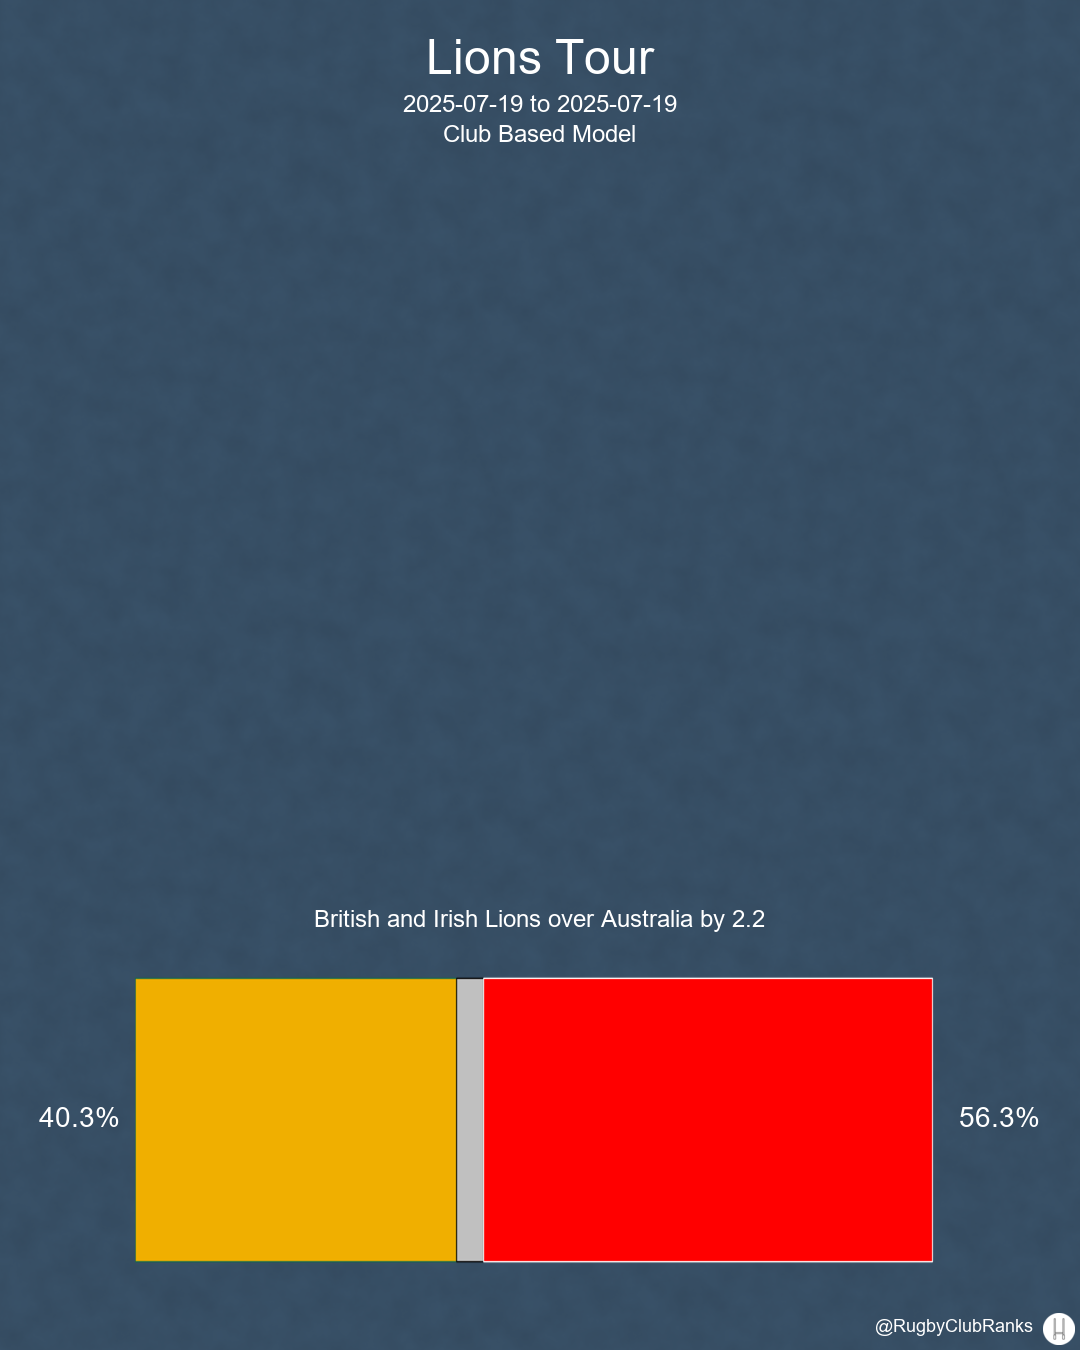 Lions Tour
2025-07-19 to 2025-07-19
Club Based Model
British and Irish Lions over Australia by 2.2
40.3%
56.3%
@RugbyClubRanks